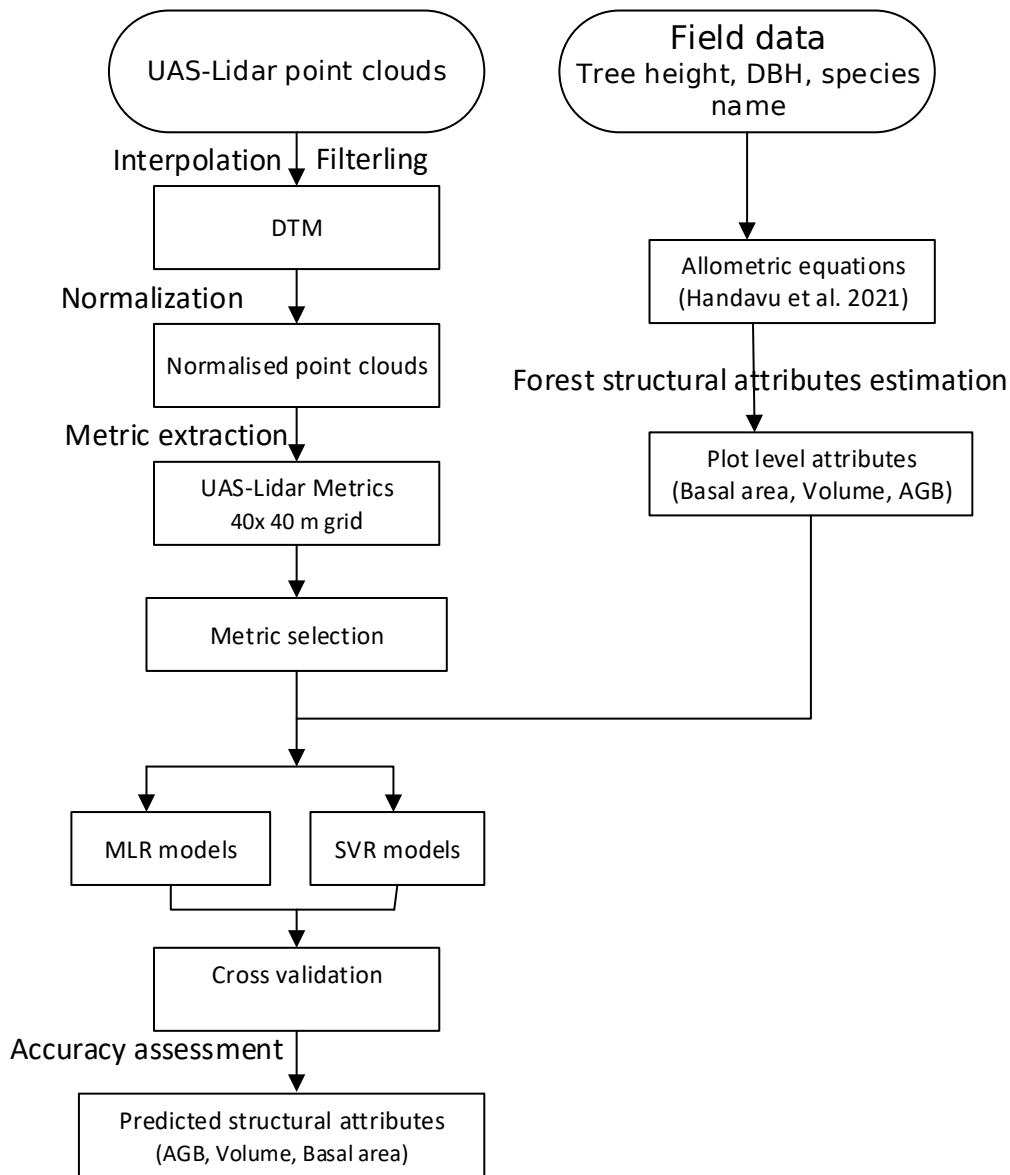 UAS-Lidar point clouds
Field data
Tree height, DBH, species
name
Interpolation
Filterling
DTM
Allometric equations
(Handavu et al. 2021)
Normalization
Normalised point clouds
Forest structural attributes estimation
Metric extraction
UAS-Lidar Metrics
40x 40 m grid
Plot level attributes
(Basal area, Volume, AGB)
Metric selection
MLR models
SVR models
Cross validation
Accuracy assessment
Predicted structural attributes
(AGB, Volume, Basal area)